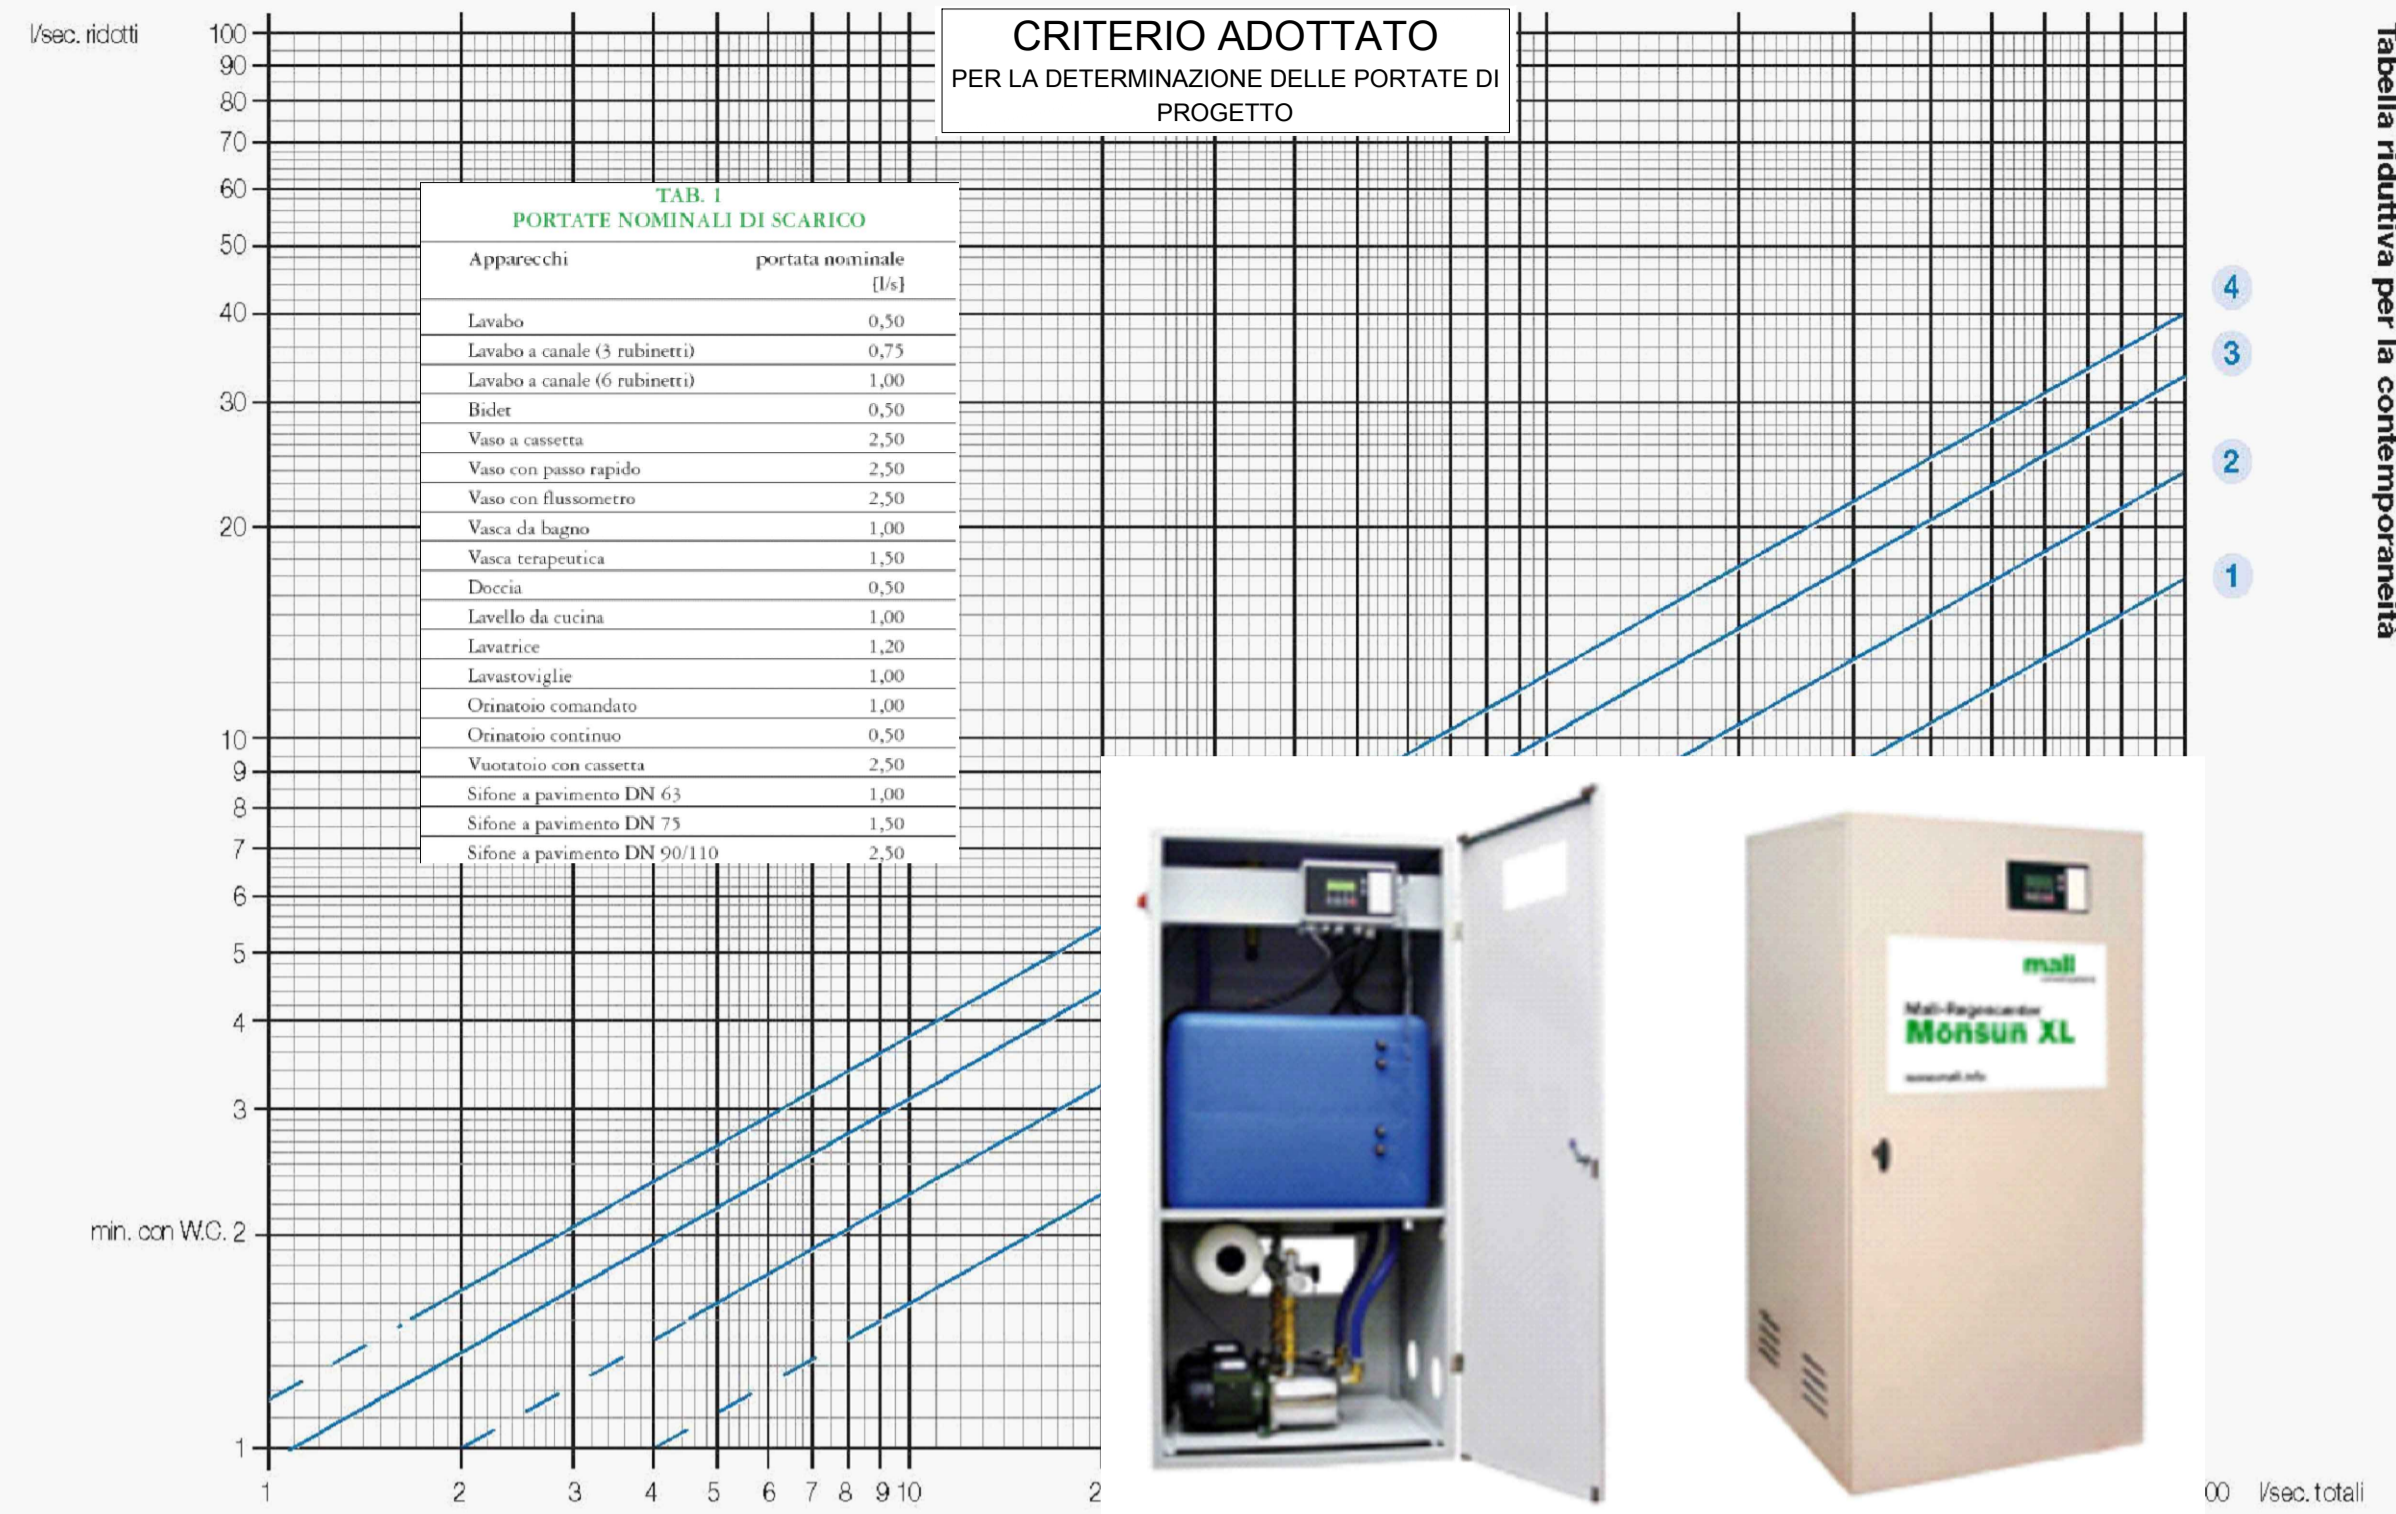 l/sec. ridotti
100
90
80
70
60
50
40
30
20
10
9
8
7
6
5
4
3
min. con W.C. 2
1
CRITERIO ADOTTATO
PER LA DETERMINAZIONE DELLE PORTATE DI
PROGETTO
TAB. 1
PORTATE NOMINALI DI SCARICO
Apparecchi portata nominale
[l/s]
Lavabo 0,50
Lavabo a canale (3 rubinetti) 0,75
Lavabo a canale (6 rubinetti) 1,00
Bidet 0,50
Vaso a cassetta 2,50
Vaso con passo rapido 2,50
Vaso con flussometro 2,50
Vasca da bagno 1,00
Vasca terapeutica 1,50
Doccia 0,50
Lavello da cucina 1,00
Lavatrice 1,20
Lavastoviglie 1,00
Orinatoio comandato 1,00
Orinatoio continuo 0,50
Vuotatoio con cassetta 2,50
Sifone a pavimento DN 63 1,00
Sifone a pavimento DN 75 1,50
Sifone a pavimento DN 90/110 2,50
4
3
2
1
Tabella riduttiva per la contemporaneità
mall
Mall-Regencenter
Monsun XL
www.mall.info
1 2 3 4 5 6 7 8 9 10 2
00 l/sec. totali